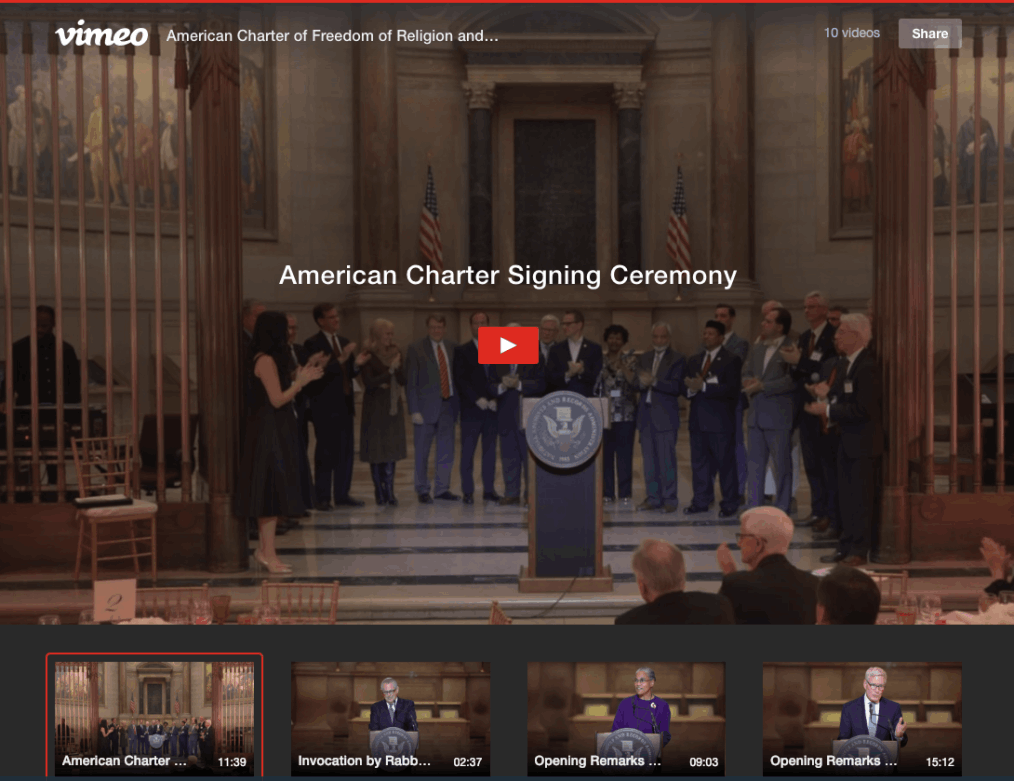 vimeo American Charter of Freedom of Religion and...
10 videos
Share
American Charter Signing Ceremony
2
American Charter ...
11:39
Invocation by Rabb...
02:37
Opening Remarks ...
09:03
Opening Remarks ...
15:12